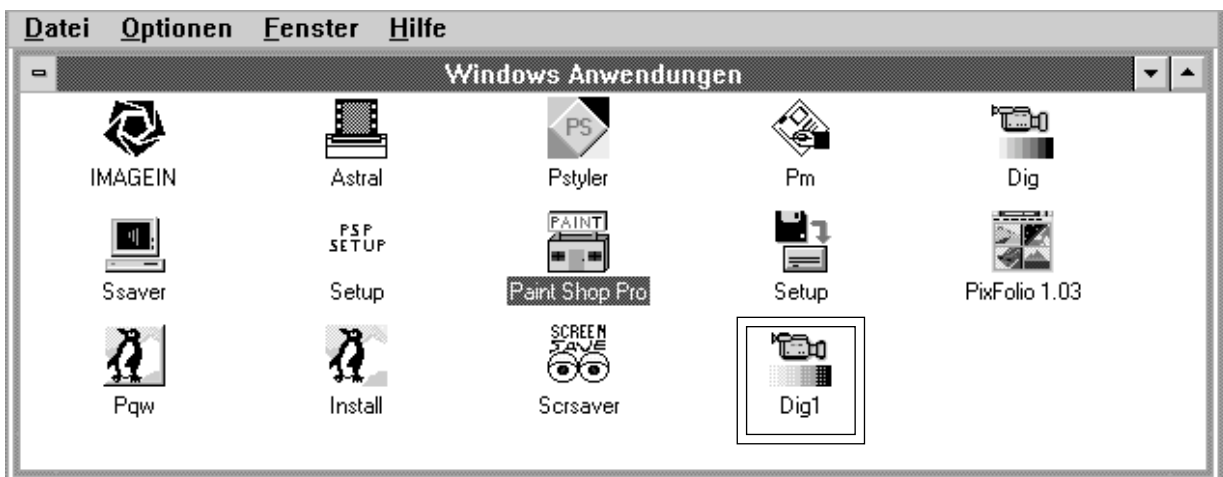 Datei Optionen Fenster Hilfe
Windows Anwendungen
PS
IMAGEIN Astral Pstyler Pm Dig
PSP
SETUP
PAINT
Ssaver Setup Paint Shop Pro Setup PixFolio 1.03
SCREEN
SAVE
Pqw Install Scrsaver Dig1